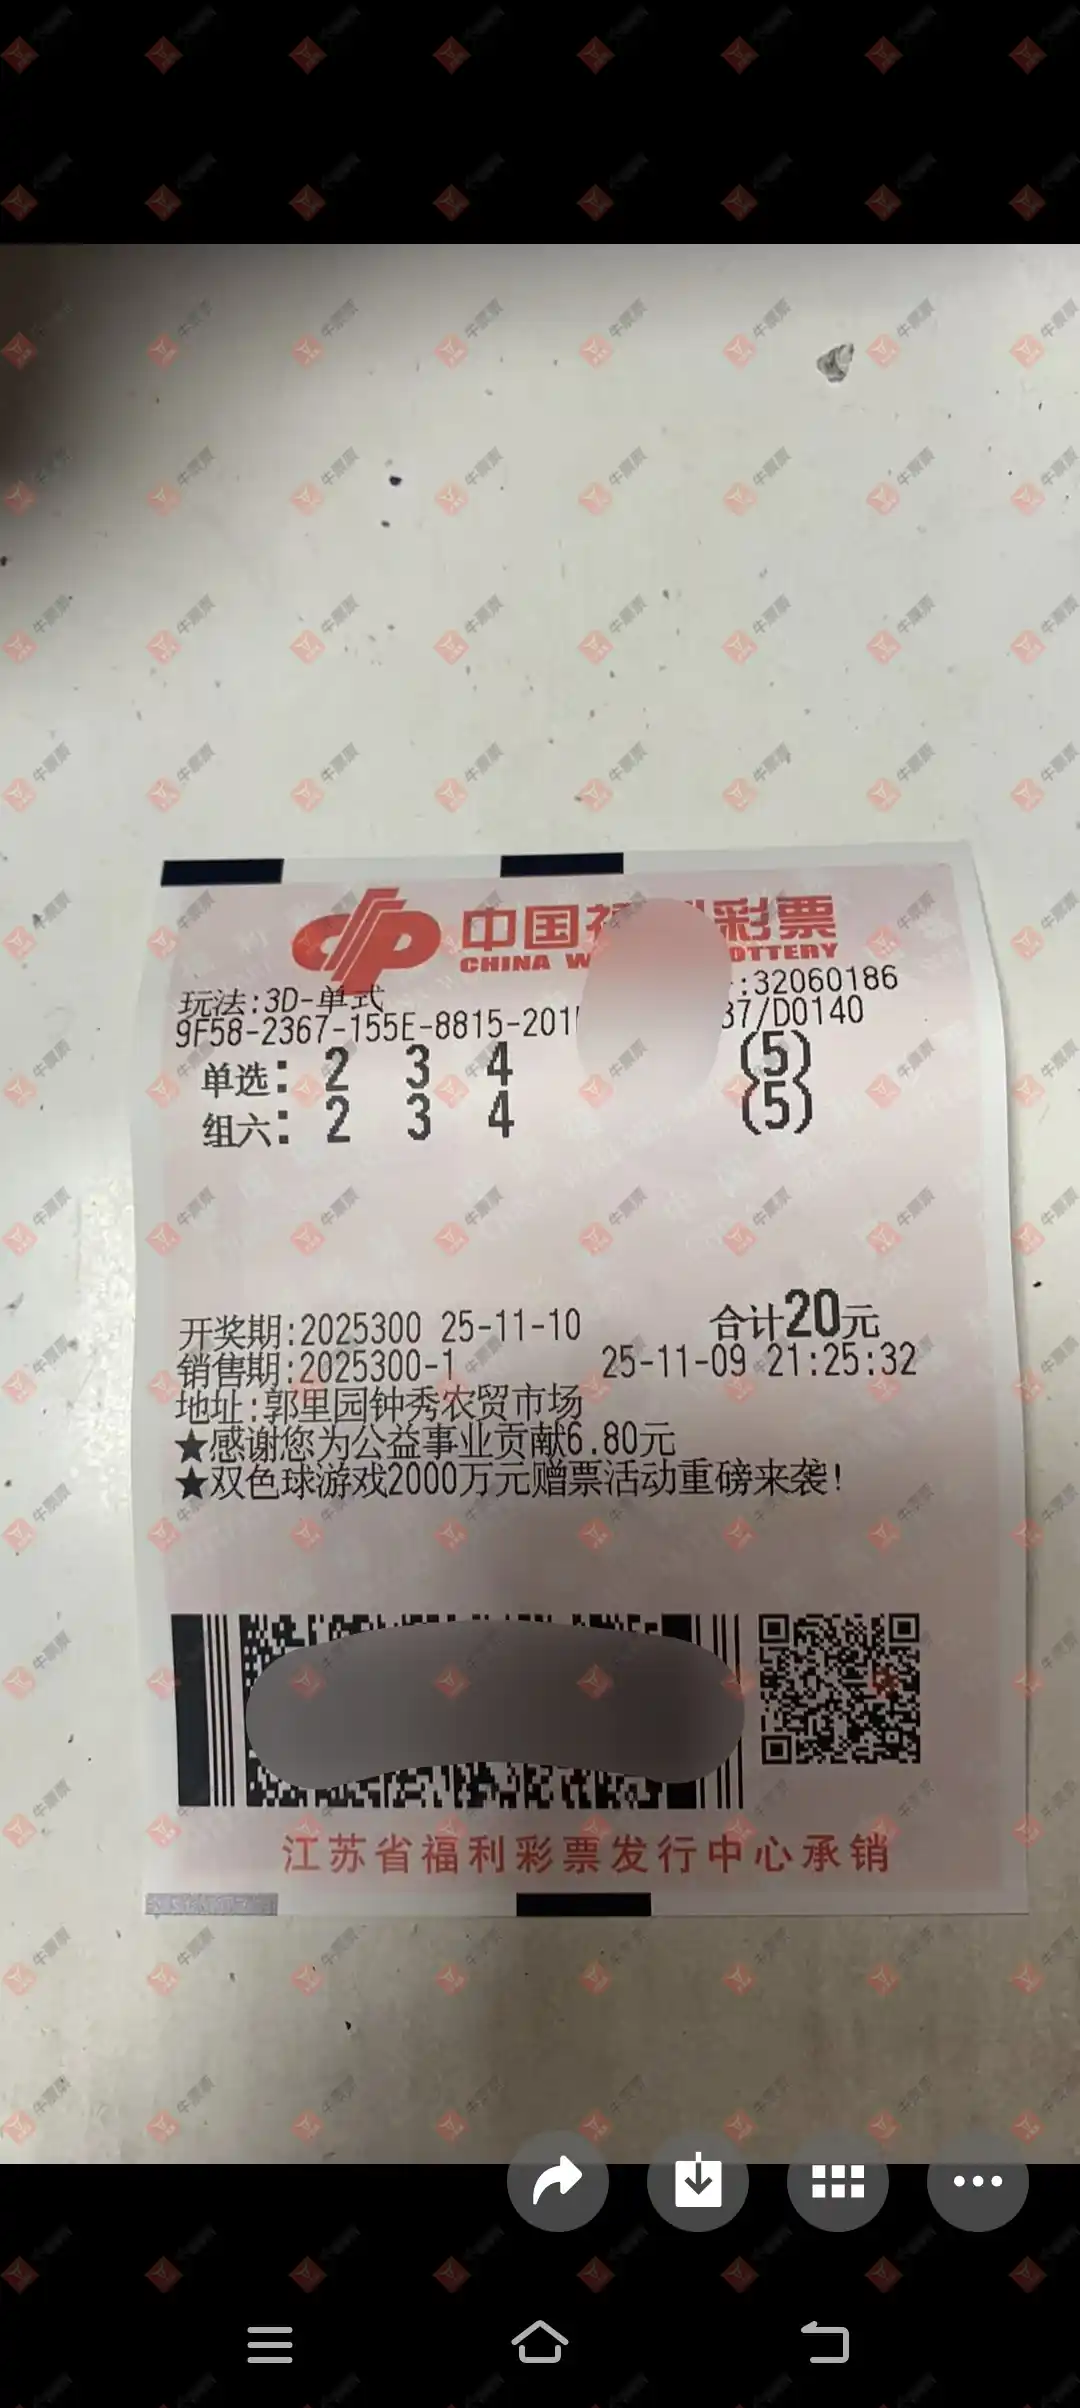 中国 彩票
CHINA W OTTERY
玩法:3D-单式 :32060186
9F58-2367-155E-8815-201 37/D0140
单选: 2 3 4 (5)
组六: 2 3 4 (5)
开奖期:2025300 25-11-10 合计20元
销售期:2025300-1 25-11-09 21:25:32
地址:郭里园钟秀农贸市场
★感谢您为公益事业贡献6.80元
★双色球游戏2000万元赠票活动重磅来袭!
江苏省福利彩票发行中心承销
牛票票